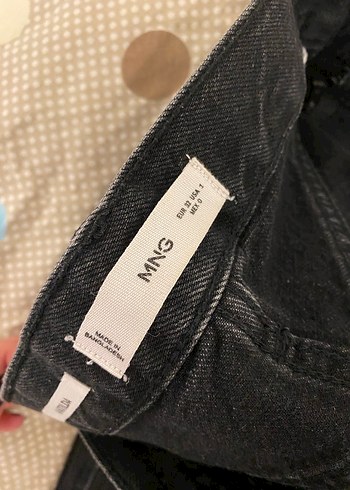 EUR 32 USA 1
MEX 0
MNG
MADE IN
BANGLADESH